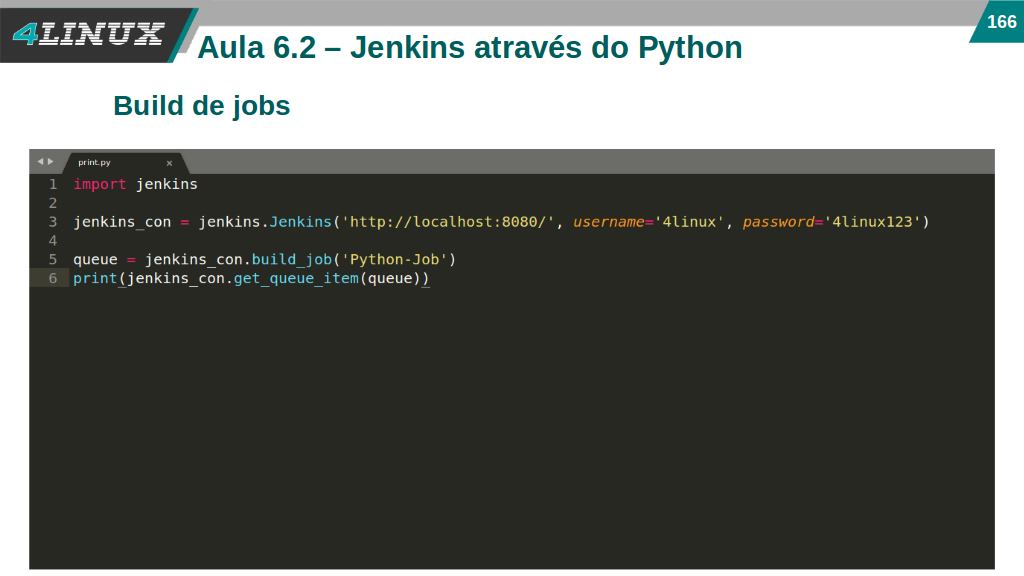 4LINUX
166
Aula 6.2 – Jenkins através do Python
Build de jobs
print.py ×
1 import jenkins
2
3 jenkins_con = jenkins.Jenkins('http://localhost:8080/', username='4linux', password='4linux123')
4
5 queue = jenkins_con.build_job('Python-Job')
6 print(jenkins_con.get_queue_item(queue))